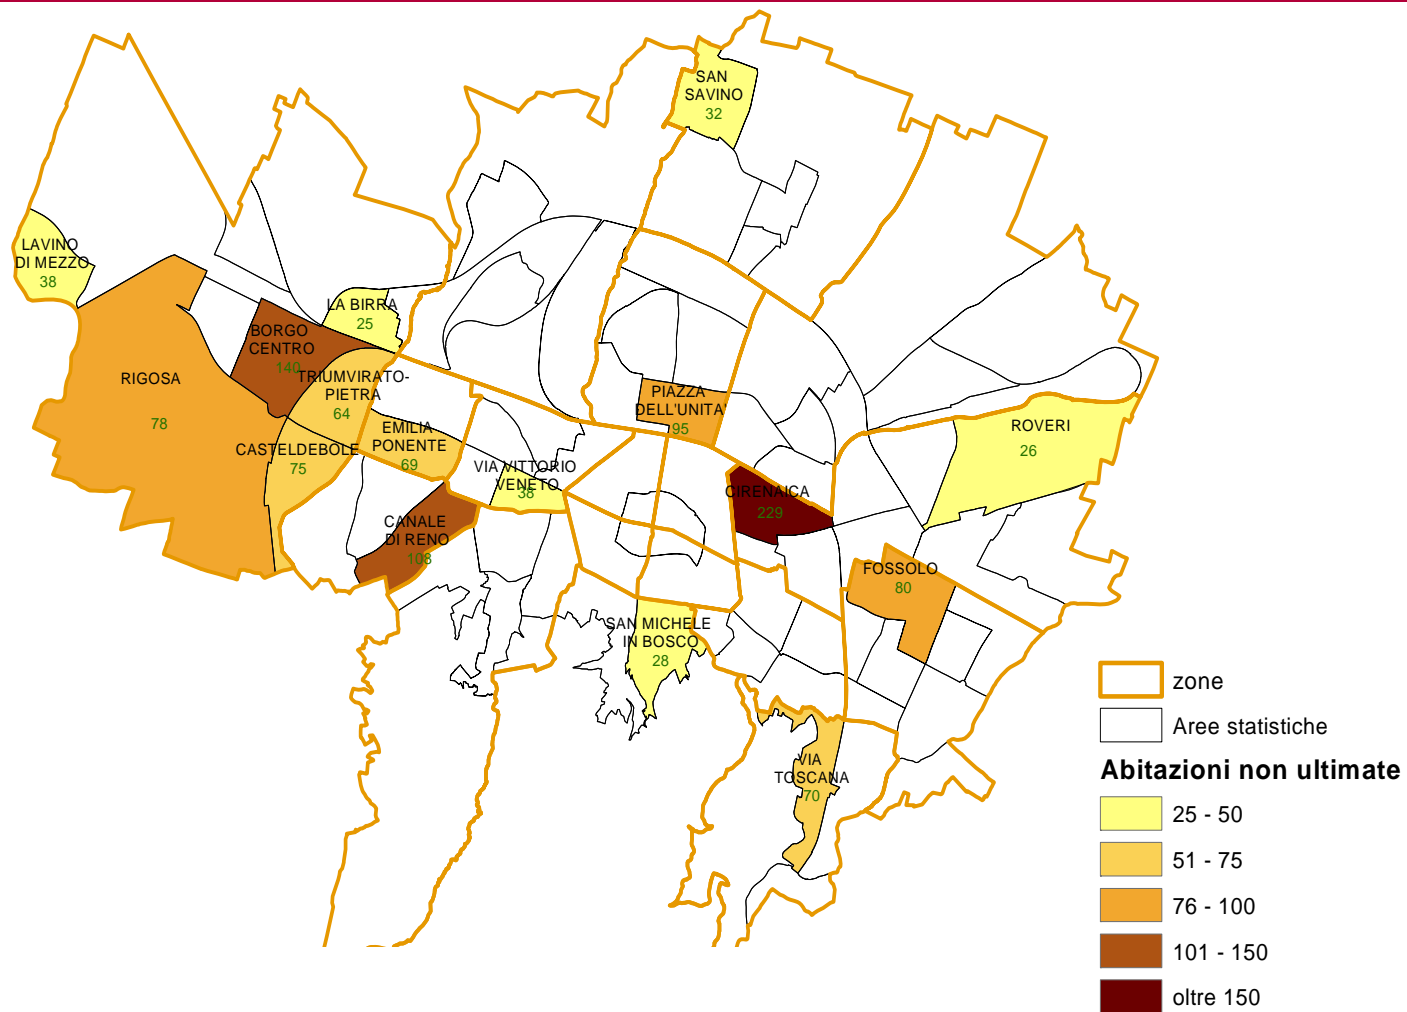 SAN
SAVINO
32
LAVINO
DI MEZZO
38
LA BIRRA
25
BORGO
CENTRO
140
TRIUMVIRATO-
PIETRA
64
RIGOSA
78
PIAZZA
DELL'UNITA'
95
EMILIA
PONENTE
69
CASTELDEBOLE
75
ROVERI
26
VIA VITTORIO
VENETO
38
CIRENAICA
229
CANALE
DI RENO
108
FOSSOLO
80
SAN MICHELE
IN BOSCO
28
VIA
TOSCANA
70
zone
Aree statistiche
Abitazioni non ultimate
25 - 50
51 - 75
76 - 100
101 - 150
oltre 150